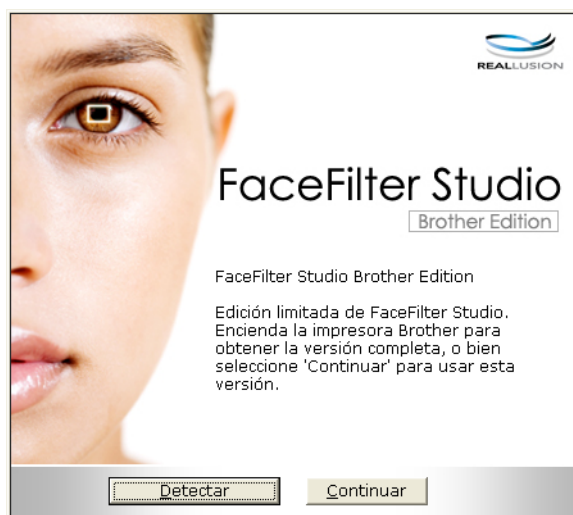 REALLUSION
FaceFilter Studio
Brother Edition
FaceFilter Studio Brother Edition
Edición limitada de FaceFilter Studio.
Encienda la impresora Brother para
obtener la versión completa, o bien
seleccione 'Continuar' para usar esta
versión.
Detectar
Continuar